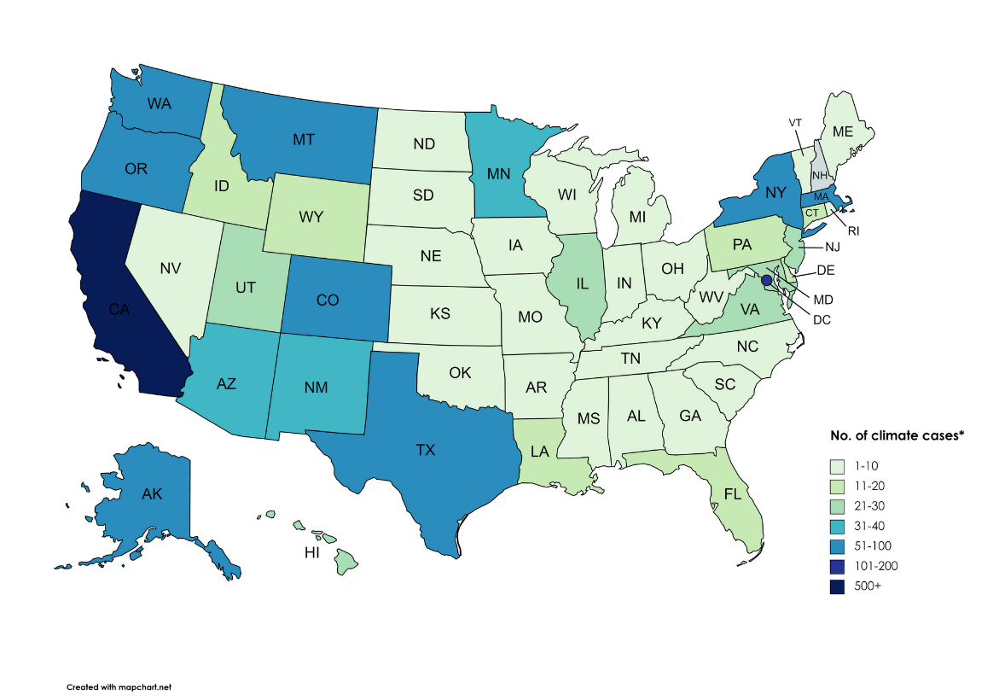 WA
MT
ND
MN
VT
ME
OR
ID
SD
WI
NH
NY
MA
WY
MI
CT
RI
NV
NE
IA
PA
NJ
UT
CO
IL
IN
OH
DE
KS
MO
WV
VA
MD
DC
CA
KY
AZ
NM
OK
AR
TN
NC
SC
MS
AL
GA
TX
LA
FL
AK
HI
No. of climate cases*
1-10
11-20
21-30
31-40
51-100
101-200
500+
Created with mapchart.net